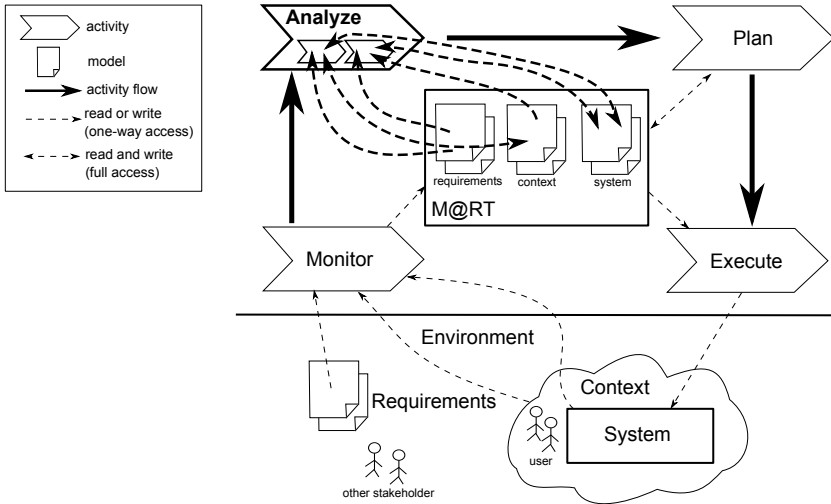 activity
model
activity flow
read or write
(one-way access)
read and write
(full access)
Analyze
Plan
requirements
context
system
M@RT
Monitor
Execute
Environment
Requirements
Context
System
user
other stakeholder